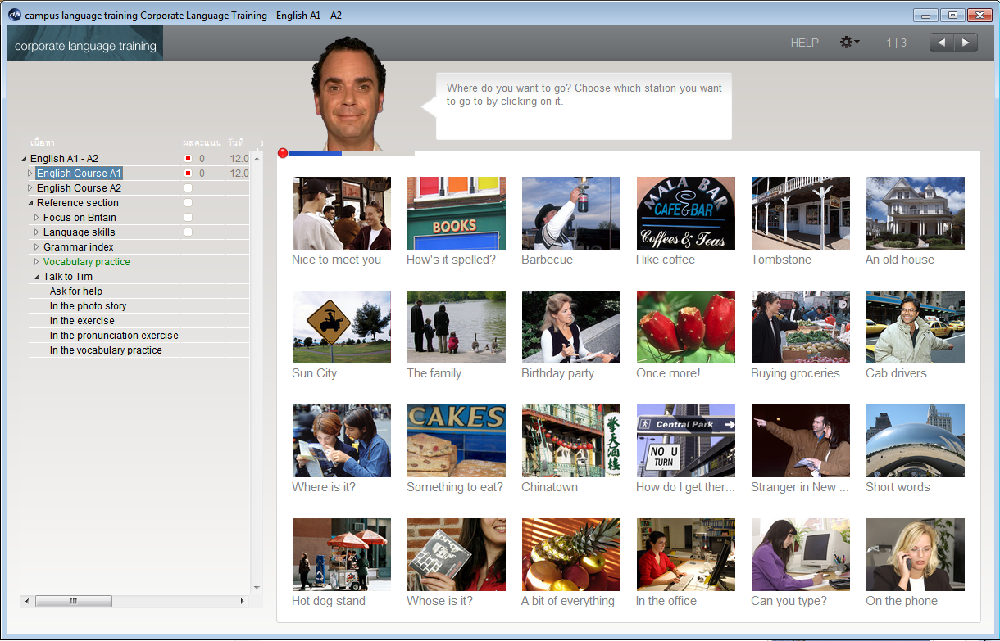 campus language training Corporate Language Training - English A1 - A2
corporate language training
HELP
1 | 3
Where do you want to go? Choose which station you want
to go to by clicking on it.
เนื้อหา ผลคะแนน วันที่
English A1 - A2 0 12.0
English Course A1 0 12.0
English Course A2
Reference section
Focus on Britain
Language skills
Grammar index
Vocabulary practice
Talk to Tim
Ask for help
In the photo story
In the exercise
In the pronunciation exercise
In the vocabulary practice
BOOKS
MALA BAR
CAFE & BAR
Coffees & Teas
Nice to meet you
How's it spelled?
Barbecue
I like coffee
Tombstone
An old house
Sun City
The family
Birthday party
Once more!
Buying groceries
Cab drivers
CAKES
Central Park
NO U
TURN
Where is it?
Something to eat?
Chinatown
How do I get ther...
Stranger in New ...
Short words
Hot dog stand
Whose is it?
A bit of everything
In the office
Can you type?
On the phone